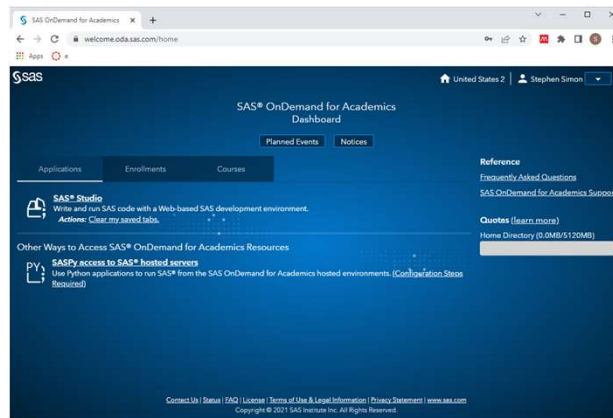 SAS OnDemand for Academics
welcome.oda.sas.com/home
Apps
sas
United States 2 | Stephen Simon
SAS® OnDemand for Academics
Dashboard
Planned Events Notices
Applications Enrollments Courses
Reference
Frequently Asked Questions
SAS OnDemand for Academics Suppor
SAS® Studio
Write and run SAS code with a Web-based SAS development environment.
Actions: Clear my saved tabs.
Quotas (learn more)
Home Directory (0.0MB/5120MB)
Other Ways to Access SAS® OnDemand for Academics Resources
PY
SASPy access to SAS® hosted servers
Use Python applications to run SAS® from the SAS OnDemand for Academics hosted environments. (Configuration Steps
Required)
Contact Us | Status | FAQ | License | Terms of Use & Legal Information | Privacy Statement | www.sas.com
Copyright © 2021 SAS Institute Inc. All Rights Reserved.